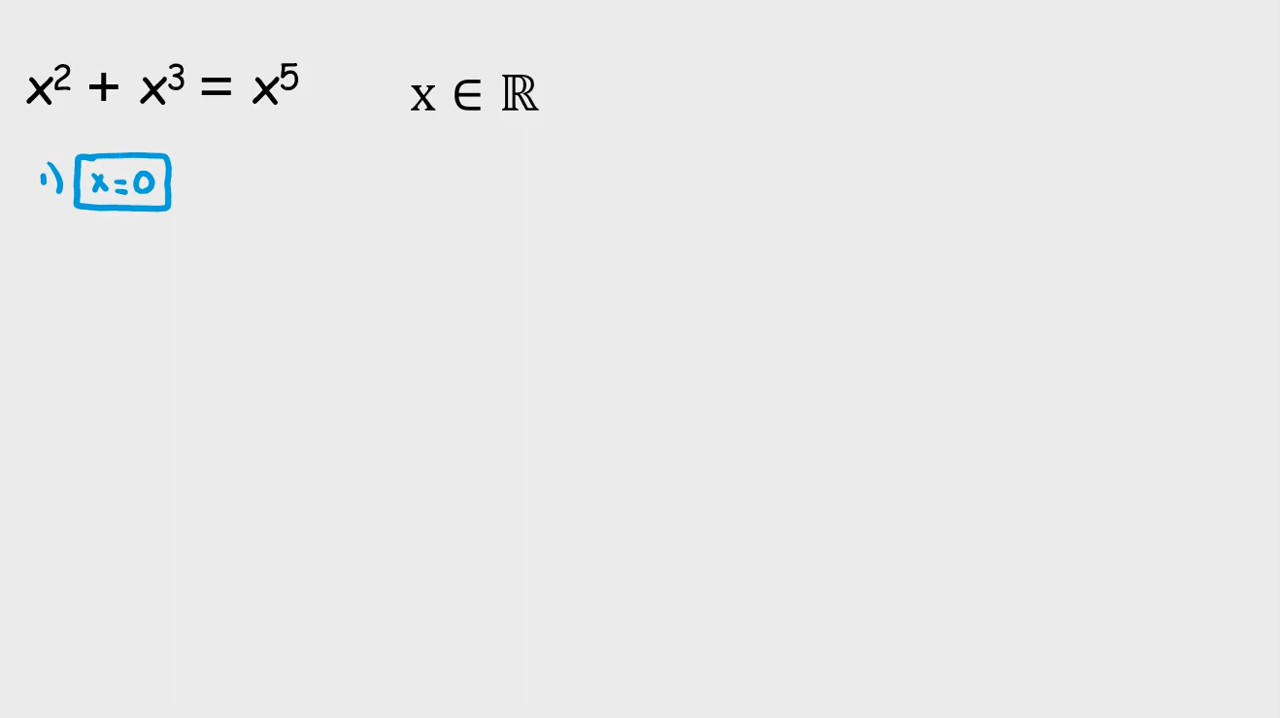 x² + x³ = x⁵ x ∈ ℝ
1) x=0